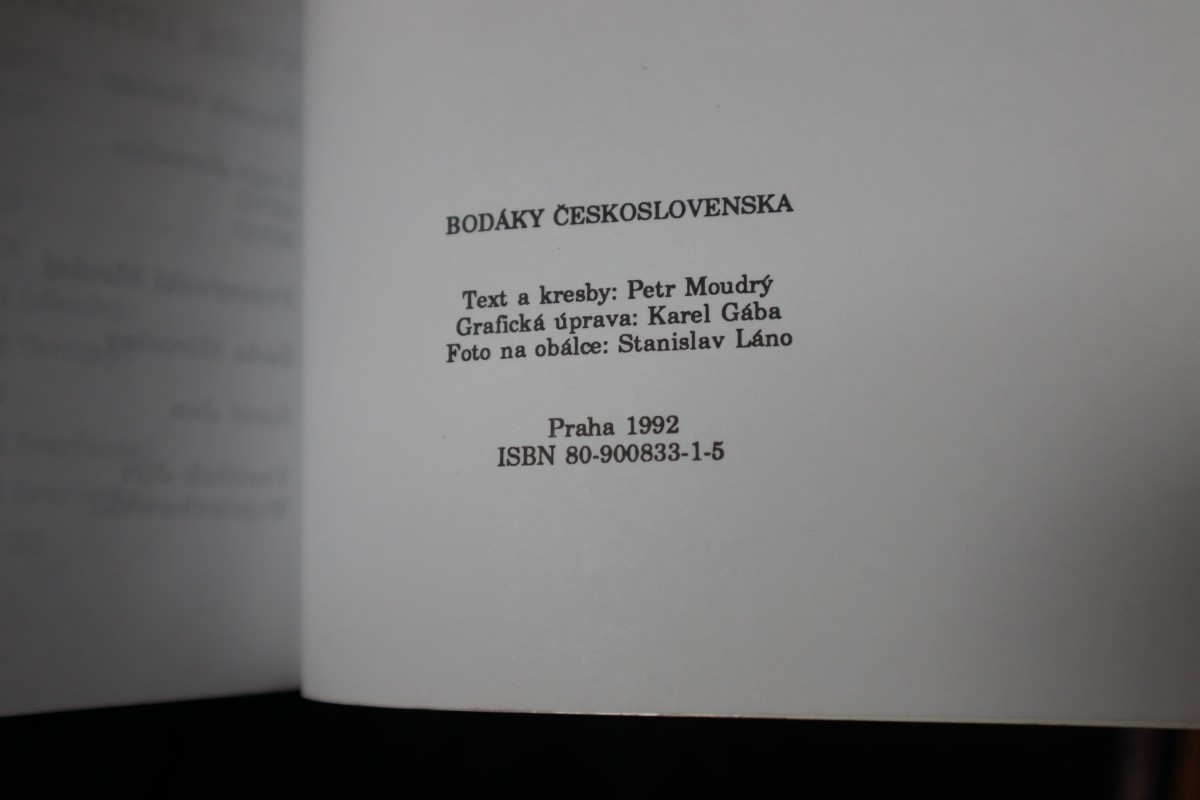 BODÁKY ČESKOSLOVENSKA
Text a kresby: Petr Moudrý
Grafická úprava: Karel Gába
Foto na obálce: Stanislav Láno
Praha 1992
ISBN 80-900833-1-5